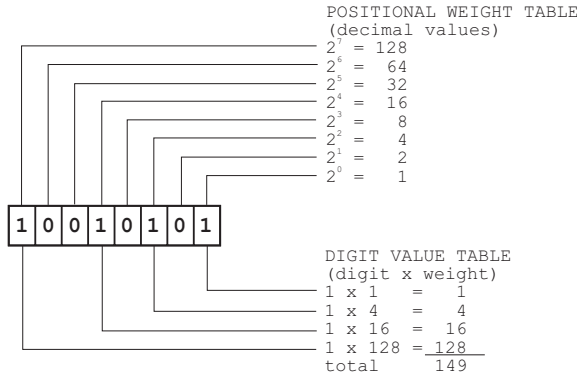 POSITIONAL WEIGHT TABLE
(decimal values)
2⁷ = 128
2⁶ = 64
2⁵ = 32
2⁴ = 16
2³ = 8
2² = 4
2¹ = 2
2⁰ = 1
1 0 0 1 0 1 0 1
DIGIT VALUE TABLE
(digit x weight)
1 x 1 = 1
1 x 4 = 4
1 x 16 = 16
1 x 128 = 128
total 149